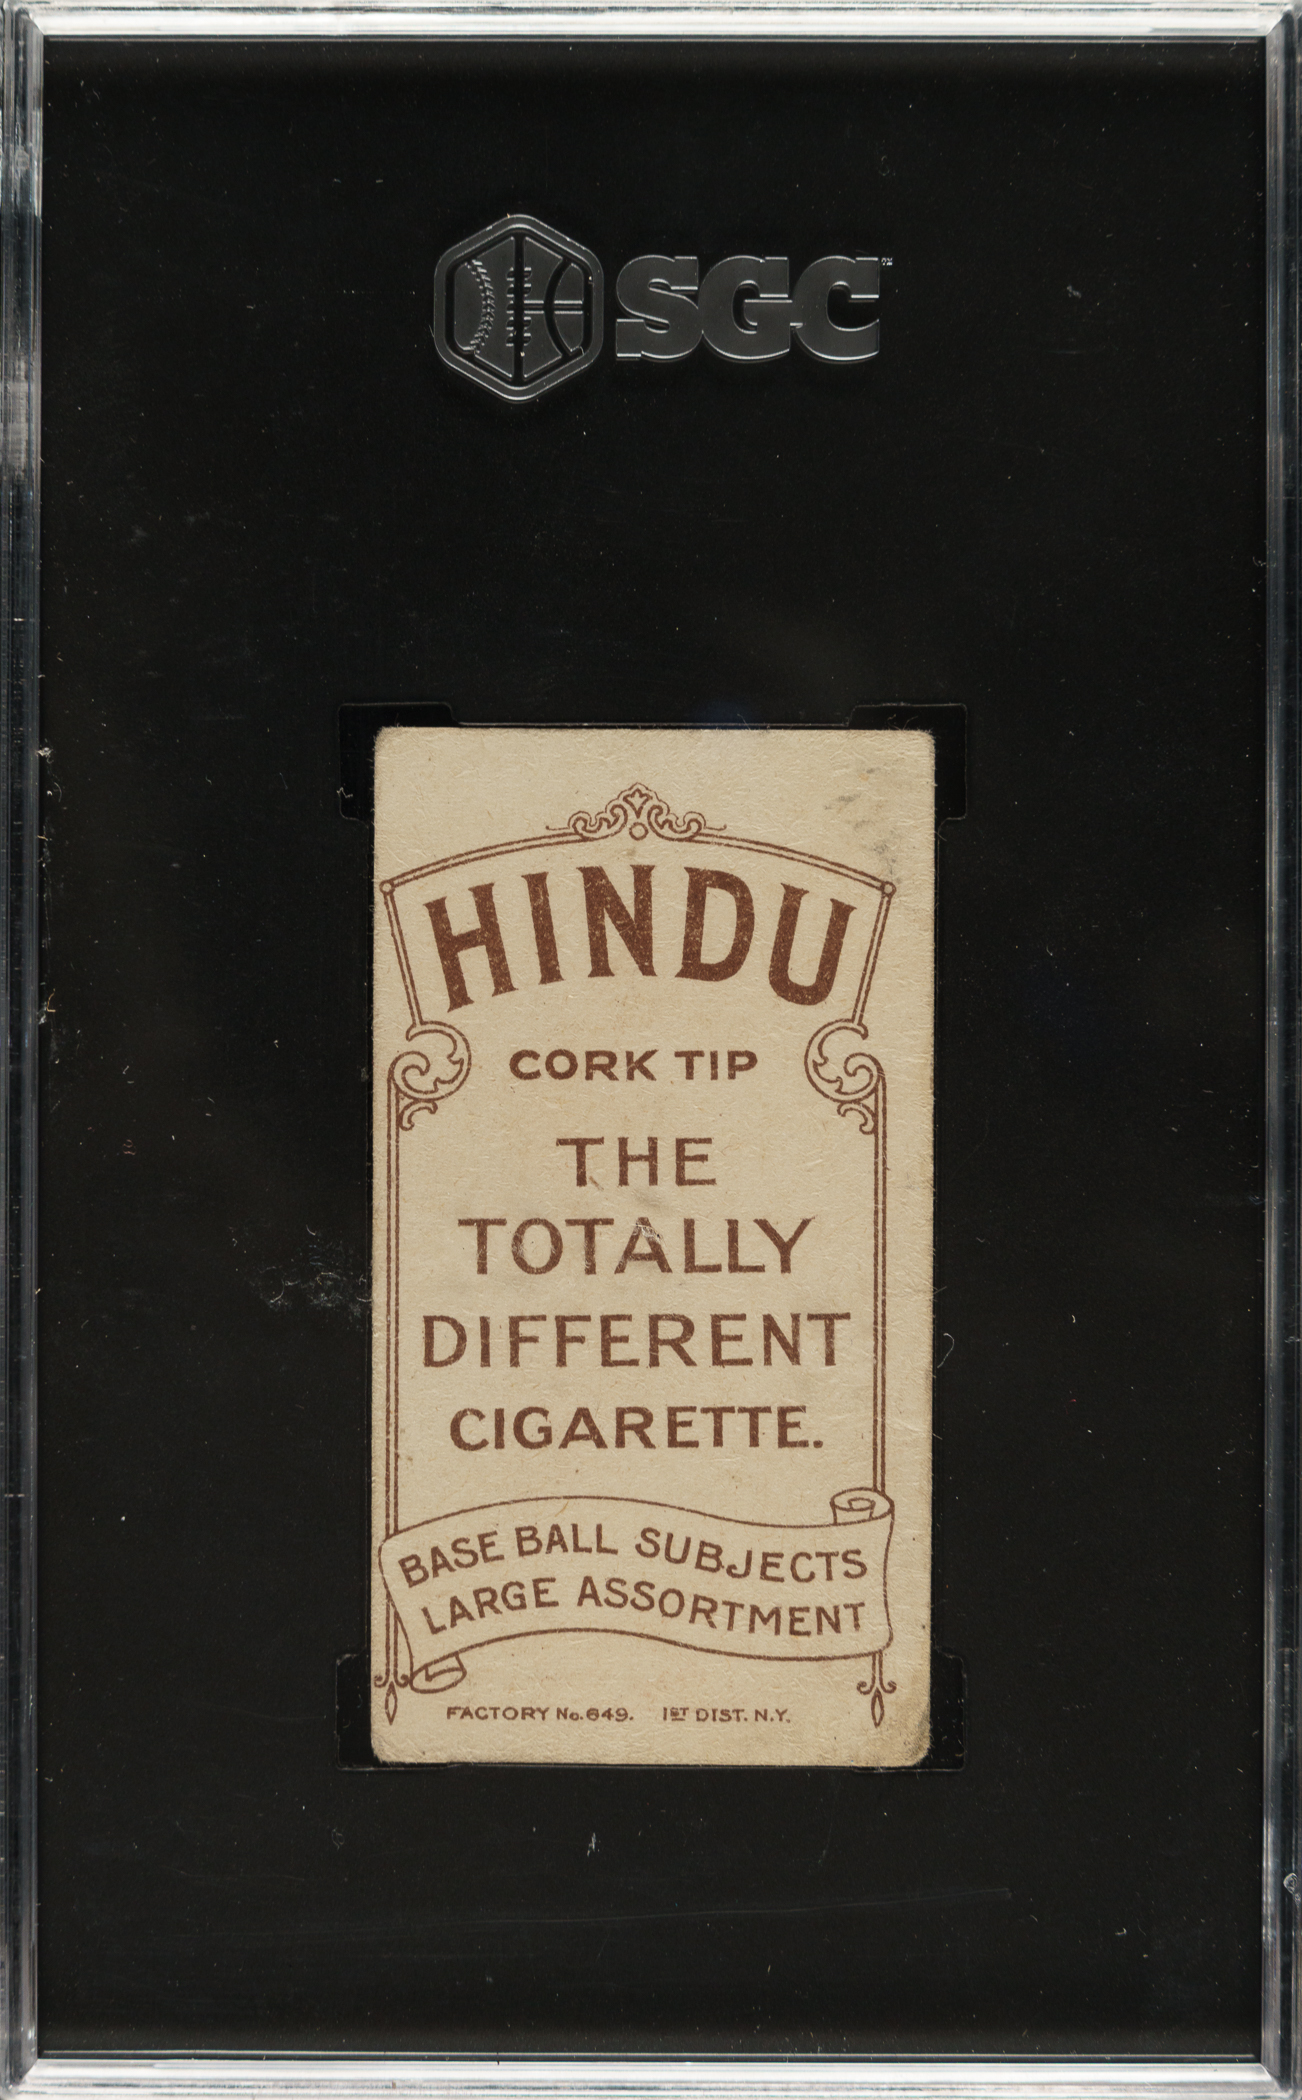 SGC
HINDU
CORK TIP
THE
TOTALLY
DIFFERENT
CIGARETTE.
BASE BALL SUBJECTS
LARGE ASSORTMENT
FACTORY No. 649. 1ST DIST. N.Y.